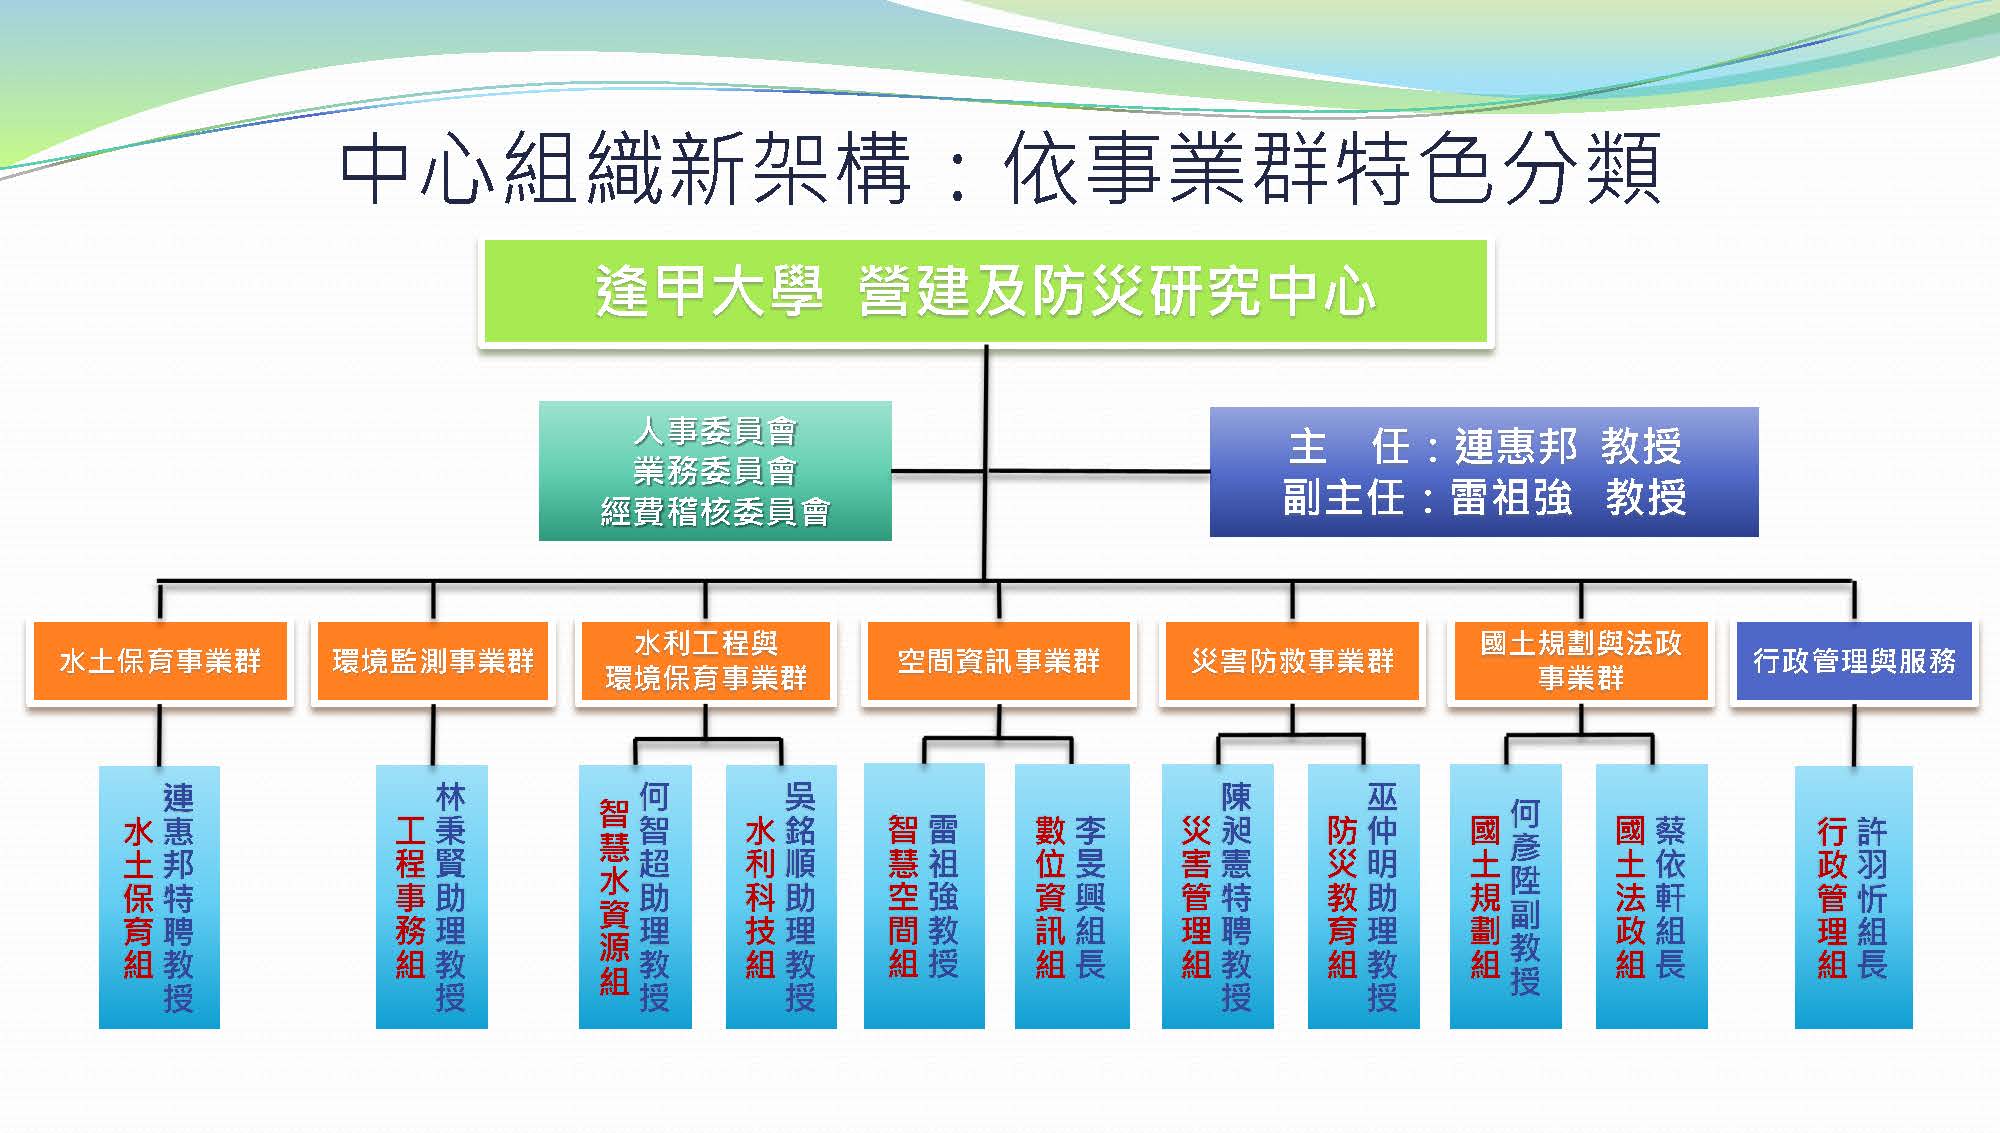 中心組織新架構：依事業群特色分類
逢甲大學 營建及防災研究中心
人事委員會
業務委員會
經費稽核委員會
主 任：連惠邦 教授
副主任：雷祖強 教授
水土保育事業群
環境監測事業群
水利工程與
環境保育事業群
空間資訊事業群
災害防救事業群
國土規劃與法政
事業群
行政管理與服務
連惠邦特聘教授
水土保育組
林秉賢助理教授
工程事務組
何智超助理教授
智慧水資源組
吳銘順助理教授
水利科技組
雷祖強教授
智慧空間組
李旻興組長
數位資訊組
陳昶憲特聘教授
災害管理組
巫仲明助理教授
防災教育組
何彥陞副教授
國土規劃組
蔡依軒組長
國土法政組
許羽忻組長
行政管理組